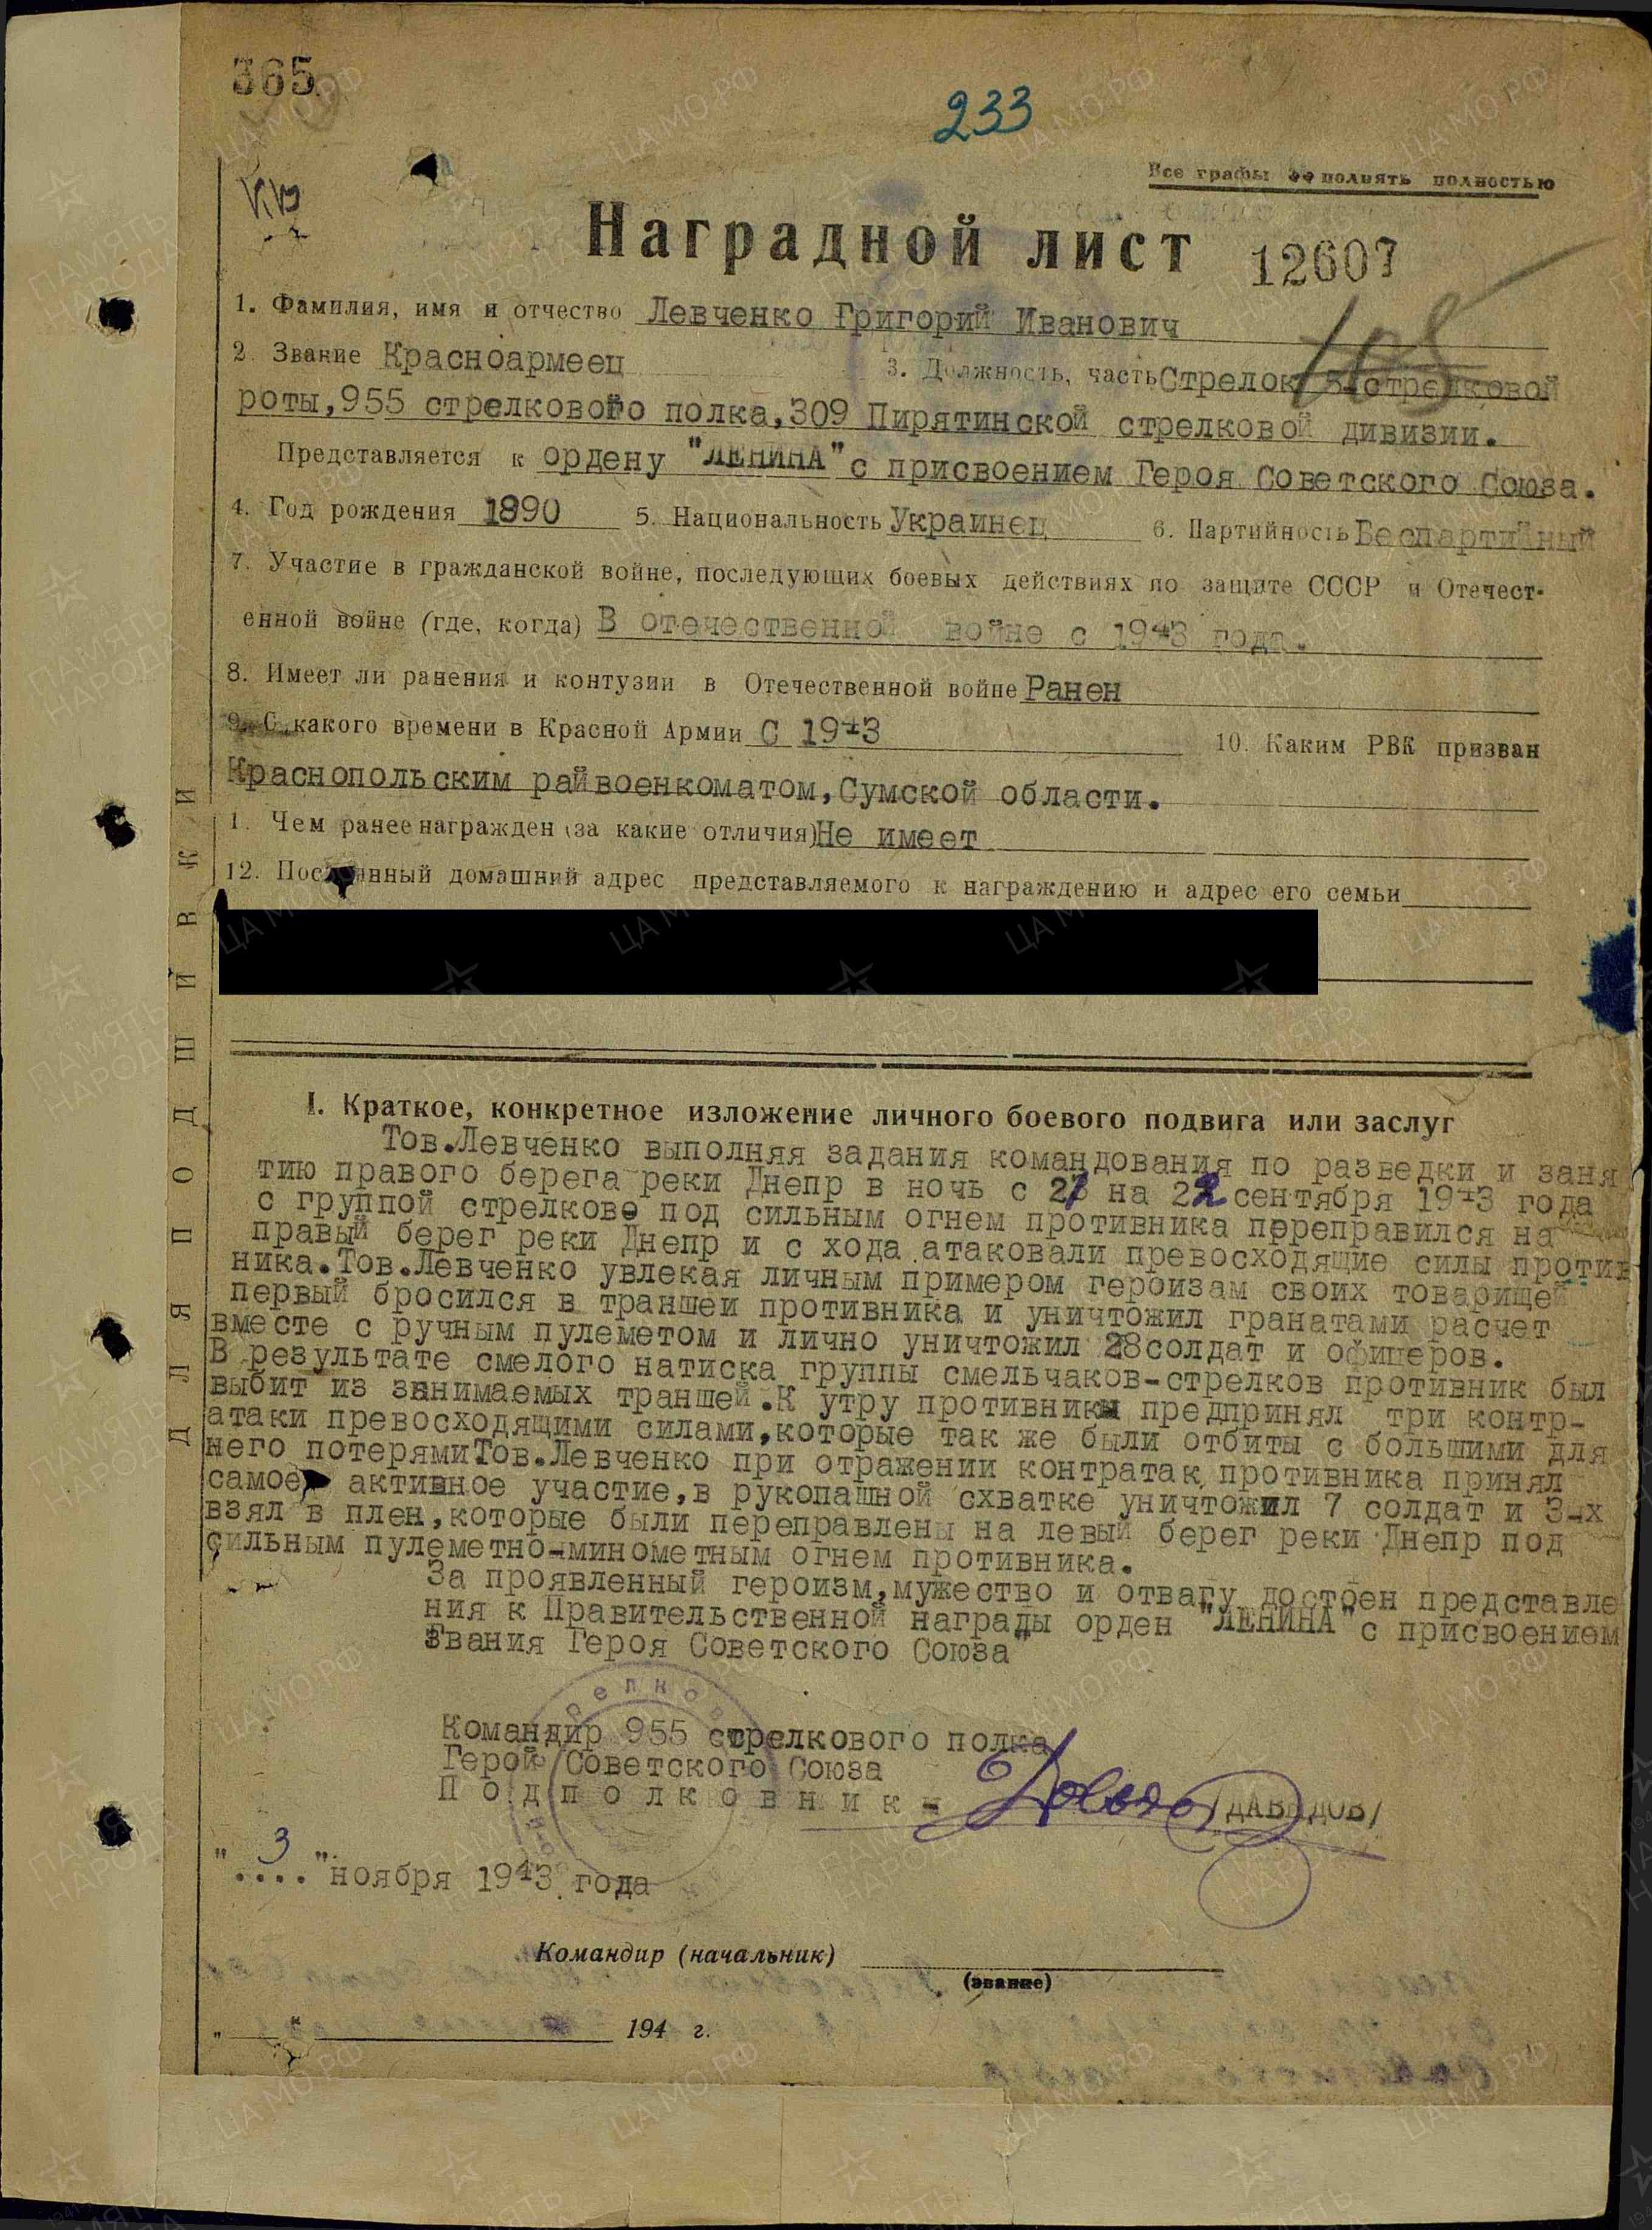 365
233
Все графы заполнять полностью
Наградной лист 12607
1. Фамилия, имя и отчество Левченко Григорий Иванович
2. Звание Красноармеец 3. Должность, часть Стрелок стрелковой
роты,955 стрелкового полка,309 Пирятинской стрелковой дивизии.
Представляется к ордену "ЛЕНИНА" с присвоением Героя Советского Союза.
4. Год рождения 1890 5. Национальность Украинец 6. Партийность Беспартийный
7. Участие в гражданской войне, последующих боевых действиях по защите СССР и Отечест-
енной войне (где, когда) В отечественной войне с 1943 года.
8. Имеет ли ранения и контузии в Отечественной войне Ранен
9. С какого времени в Красной Армии С 1943 10. Каким РВК призван
Краснопольским райвоенкоматом,Сумской области.
1. Чем ранее награжден (за какие отличия) Не имеет
12. Постоянный домашний адрес представляемого к награждению и адрес его семьи
ДЛЯ ПОДШИВКИ
I. Краткое, конкретное изложение личного боевого подвига или заслуг
Тов.Левченко выполняя задания командования по разведки и заня
тию правого берега реки Днепр в ночь с 21 на 22 сентября 1943 года
с группой стрелков под сильным огнем противника переправился на
правый берег реки Днепр и с хода атаковали превосходящие силы против
ника.Тов.Левченко увлекая личным примером героизам своих товарищей
первый бросился в траншеи противника и уничтожил гранатами расчет
вместе с ручным пулеметом и лично уничтожил 28 солдат и офицеров.
В результате смелого натиска группы смельчаков-стрелков противник был
выбит из занимаемых траншей.К утру противник предпринял три контр-
атаки превосходящими силами,которые так же были отбиты с большими для
него потерями Тов.Левченко при отражении контратак противника принял
самое активное участие,в рукопашной схватке уничтожил 7 солдат и 3-х
взял в плен,которые были переправлены на левый берег реки Днепр под
сильным пулеметно-минометным огнем противника.
За проявленный героизм,мужество и отвагу достоен представле
ния к Правительственной награды орден "ЛЕНИНА" с присвоением
"Звания Героя Советского Союза"
Командир 955 стрелкового полка
Герой Советского Союза
Подполковник - /ДАВЫДОВ/
"3" ноября 1943 года
Командир (начальник)
(звание)
„ “ 194 г.
ЦАМО.РФ
ПАМЯТЬ НАРОДА